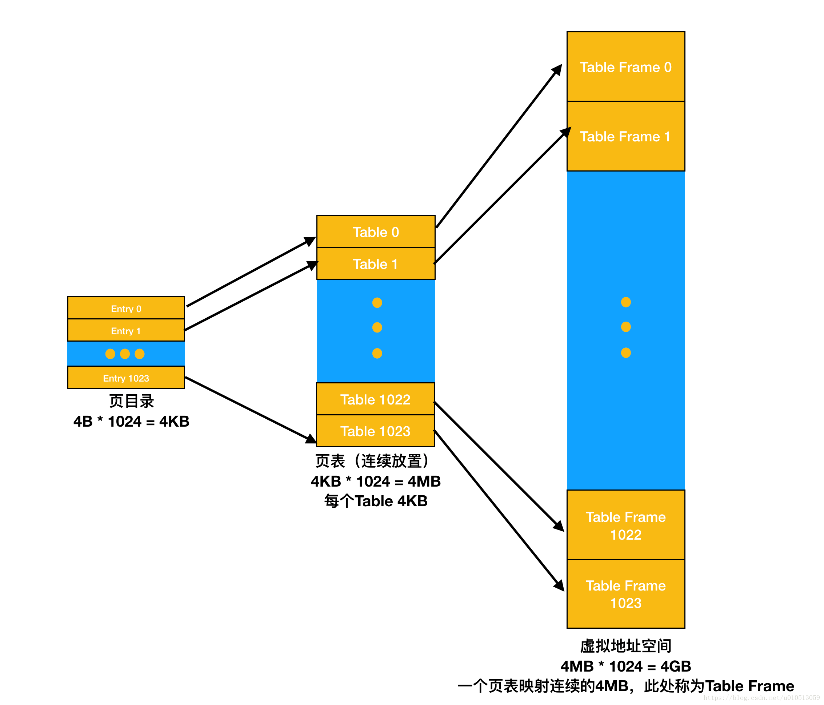 Table Frame 0
Table Frame 1
Table 0
Table 1
Entry 0
Entry 1
Entry 1023
页目录
4B * 1024 = 4KB
Table 1022
Table 1023
页表（连续放置）
4KB * 1024 = 4MB
每个Table 4KB
Table Frame
1022
Table Frame
1023
虚拟地址空间
4MB * 1024 = 4GB
一个页表映射连续的4MB，此处称为Table Frame